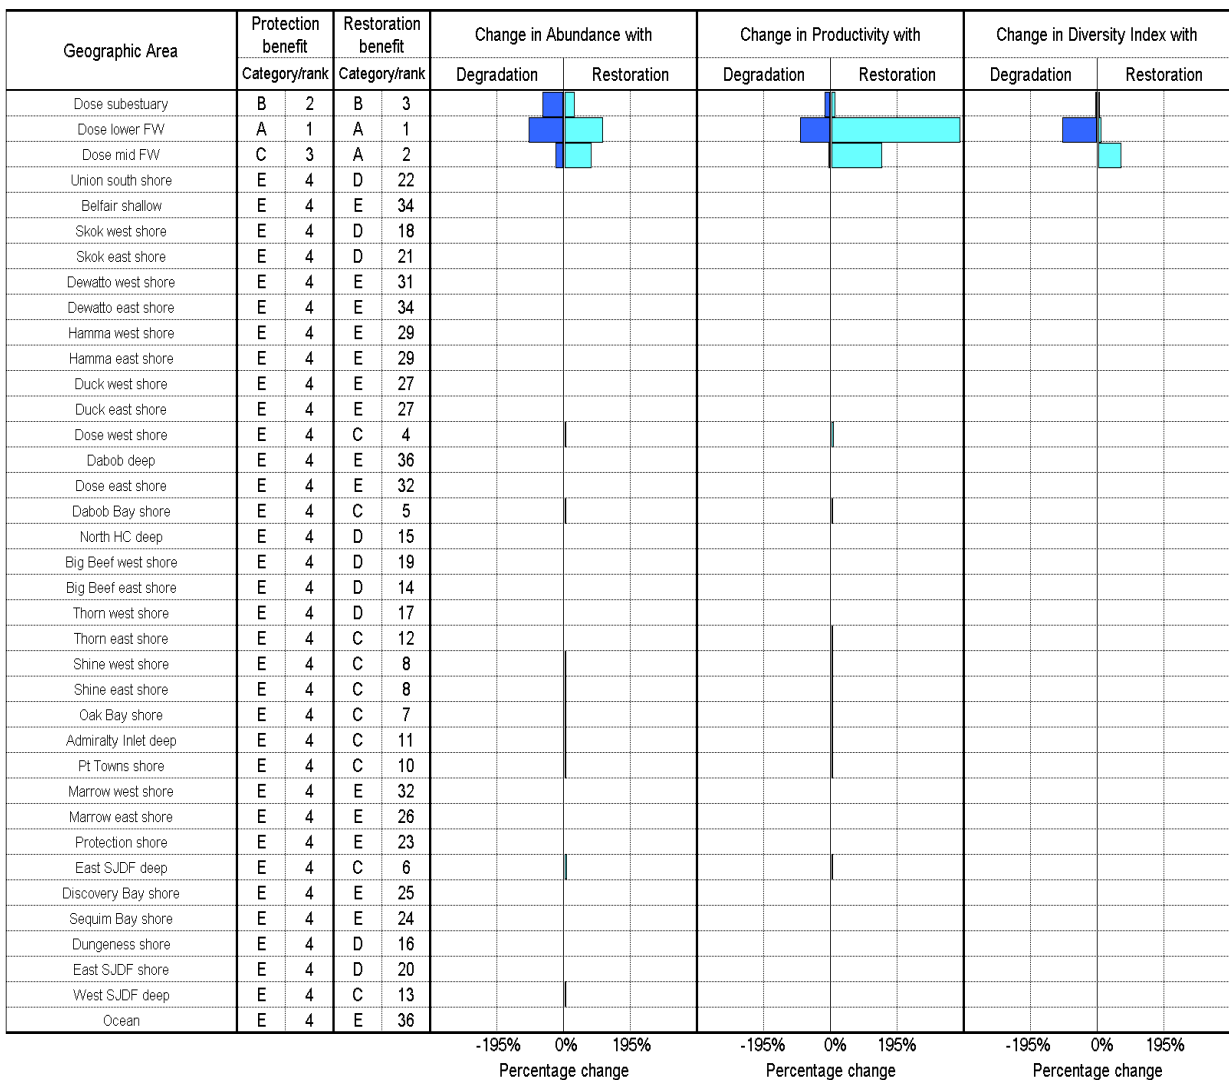 Geographic Area Protection benefit Restoration benefit Change in Abundance with Change in Productivity with Change in Diversity Index with
Category/rank Category/rank Degradation Restoration Degradation Restoration Degradation Restoration
Dose subestuary B 2 B 3
Dose lower FW A 1 A 1
Dose mid FW C 3 A 2
Union south shore E 4 D 22
Belfair shallow E 4 E 34
Skok west shore E 4 D 18
Skok east shore E 4 D 21
Dewatto west shore E 4 E 31
Dewatto east shore E 4 E 34
Hamma west shore E 4 E 29
Hamma east shore E 4 E 29
Duck west shore E 4 E 27
Duck east shore E 4 E 27
Dose west shore E 4 C 4
Dabob deep E 4 E 36
Dose east shore E 4 E 32
Dabob Bay shore E 4 C 5
North HC deep E 4 D 15
Big Beef west shore E 4 D 19
Big Beef east shore E 4 D 14
Thorn west shore E 4 D 17
Thorn east shore E 4 C 12
Shine west shore E 4 C 8
Shine east shore E 4 C 8
Oak Bay shore E 4 C 7
Admiralty Inlet deep E 4 C 11
Pt Towns shore E 4 C 10
Marrow west shore E 4 E 32
Marrow east shore E 4 E 26
Protection shore E 4 E 23
East SJDF deep E 4 C 6
Discovery Bay shore E 4 E 25
Sequim Bay shore E 4 E 24
Dungeness shore E 4 D 16
East SJDF shore E 4 D 20
West SJDF deep E 4 C 13
Ocean E 4 E 36
-195% 0% 195% -195% 0% 195% -195% 0% 195%
Percentage change Percentage change Percentage change